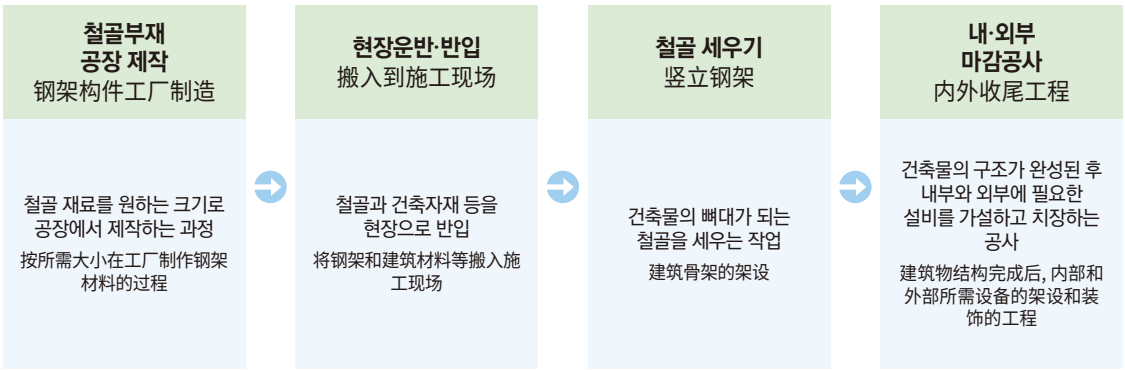 철골부재
공장 제작
钢架构件工厂制造
철골 재료를 원하는 크기로
공장에서 제작하는 과정
按所需大小在工厂制作钢架
材料的过程
현장운반·반입
搬入到施工现场
철골과 건축자재 등을
현장으로 반입
将钢架和建筑材料等搬入施
工现场
철골 세우기
竖立钢架
건축물의 뼈대가 되는
철골을 세우는 작업
建筑骨架的架设
내·외부
마감공사
内外收尾工程
건축물의 구조가 완성된 후
내부와 외부에 필요한
설비를 가설하고 치장하는
공사
建筑物结构完成后, 内部和
外部所需设备的架设和装
饰的工程